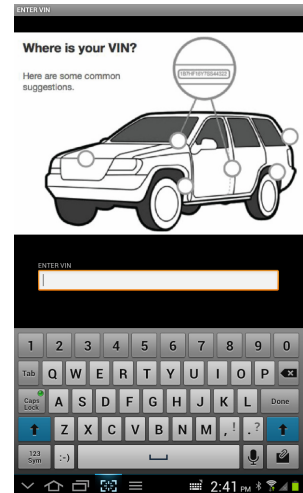 ENTER VIN
Where is your VIN?
Here are some common
suggestions.
ENTER VIN
1 2 3 4 5 6 7 8 9 0
Tab Q W E R T Y U I O P
Caps Lock A S D F G H J K L Done
Z X C V B N M , ! . ?
123 Sym :-)
2:41 PM